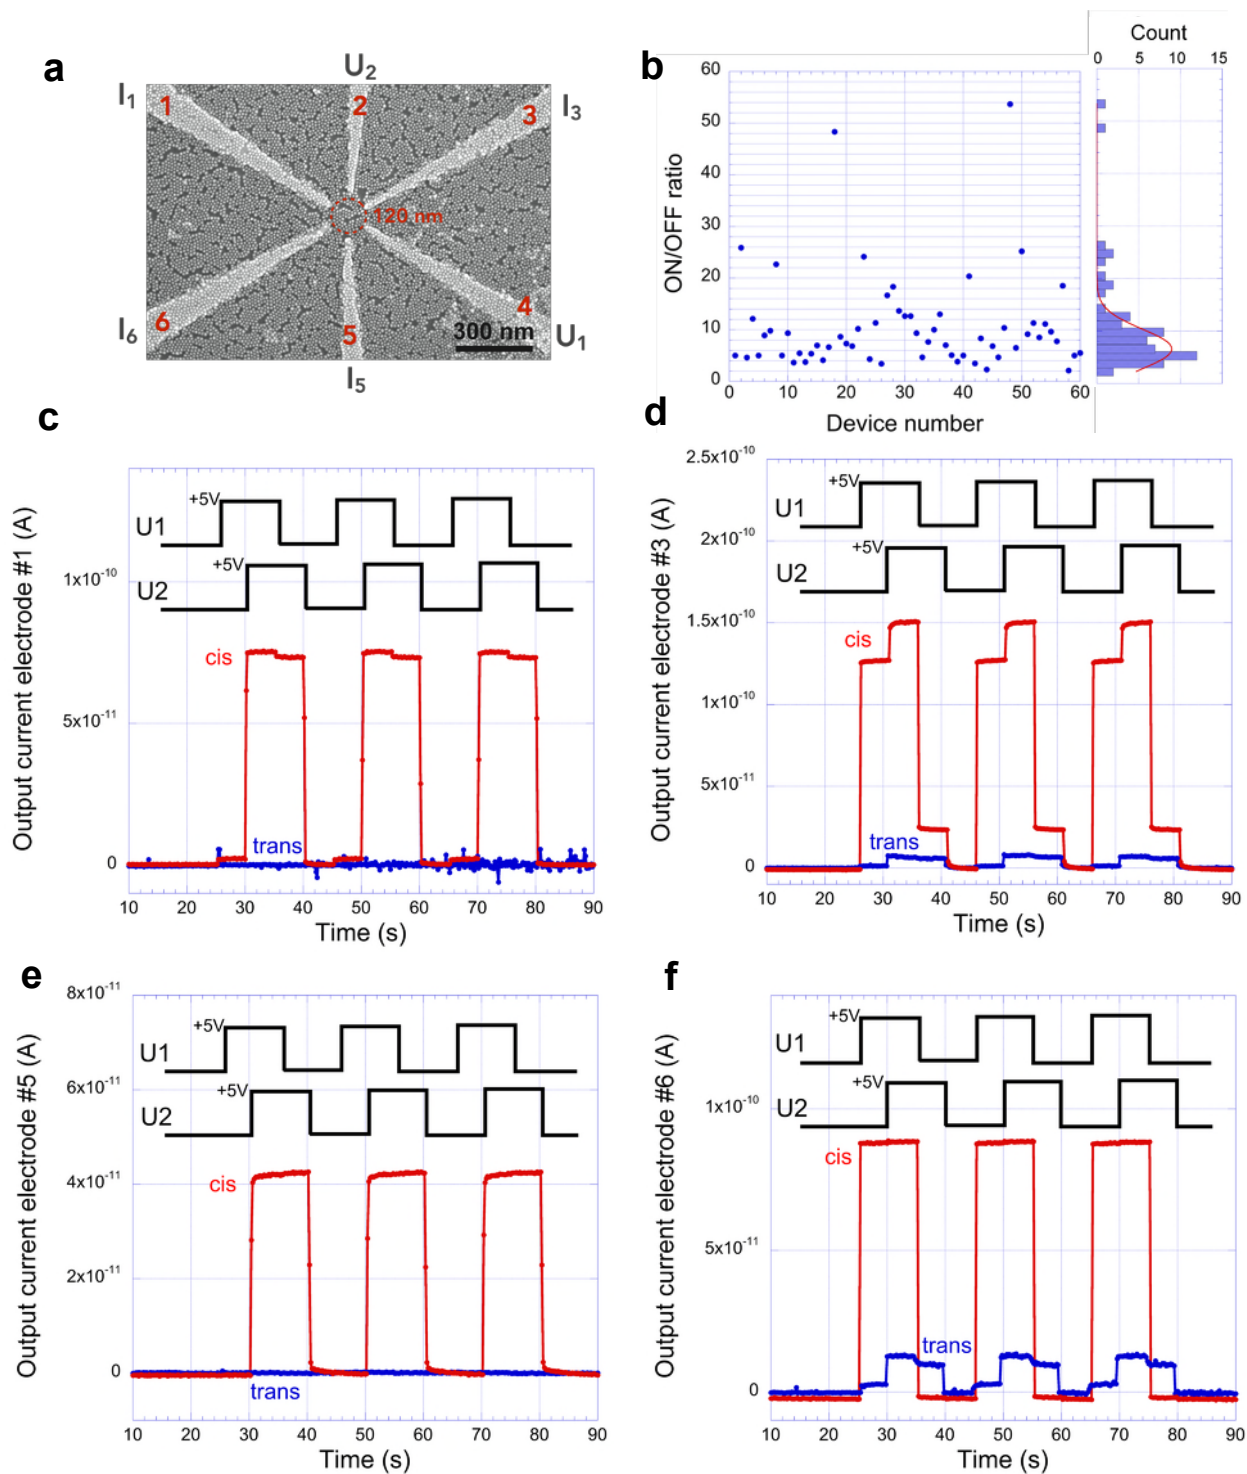 a
U₂
I₁
1
2
3
I₃
120 nm
6
5
4
I₆
300 nm
U₁
I₅
b
Count
0 5 10 15
60
50
40
30
20
10
0
ON/OFF ratio
0 10 20 30 40 50 60
Device number
c
Output current electrode #1 (A)
+5V
U1
+5V
U2
1x10⁻¹⁰
cis
5x10⁻¹¹
trans
0
10 20 30 40 50 60 70 80 90
Time (s)
d
Output current electrode #3 (A)
2.5x10⁻¹⁰
+5V
U1
2x10⁻¹⁰
+5V
U2
1.5x10⁻¹⁰
cis
1x10⁻¹⁰
5x10⁻¹¹
trans
0
10 20 30 40 50 60 70 80 90
Time (s)
e
Output current electrode #5 (A)
8x10⁻¹¹
+5V
U1
6x10⁻¹¹
+5V
U2
4x10⁻¹¹
cis
2x10⁻¹¹
0
trans
10 20 30 40 50 60 70 80 90
Time (s)
f
Output current electrode #6 (A)
+5V
U1
+5V
1x10⁻¹⁰
U2
cis
5x10⁻¹¹
trans
0
10 20 30 40 50 60 70 80 90
Time (s)